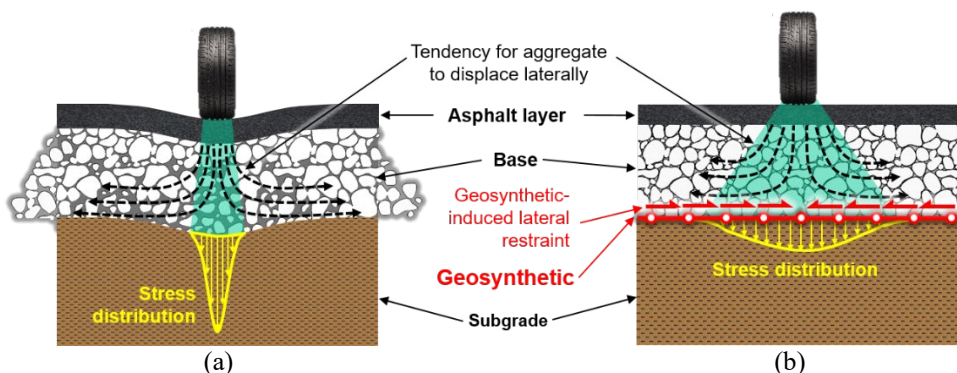 Tendency for aggregate
to displace laterally
Asphalt layer
Base
Geosynthetic-
induced lateral
restraint
Geosynthetic
Stress
distribution
Stress distribution
Subgrade
(a)
(b)